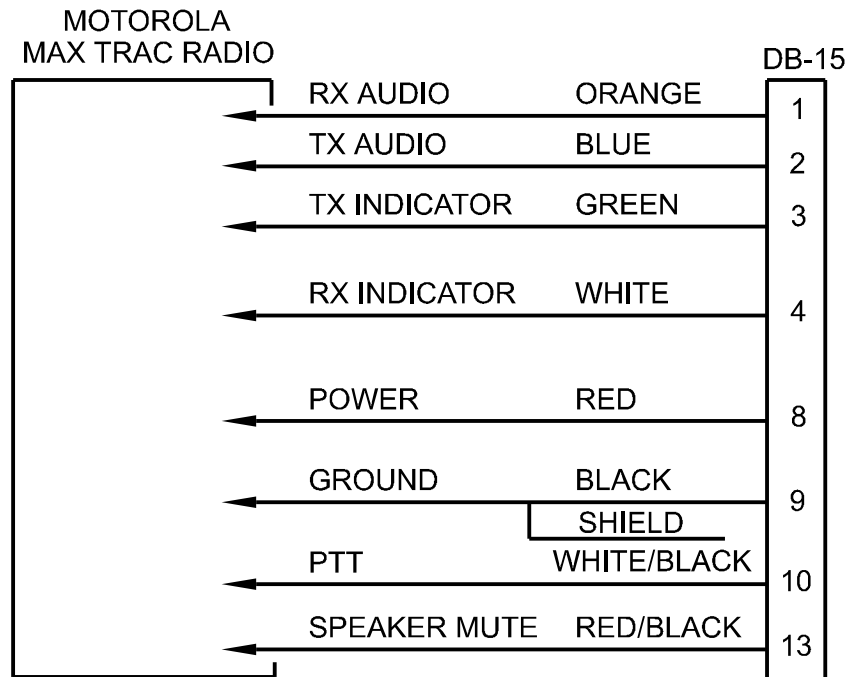 MOTOROLA
MAX TRAC RADIO
DB-15
RX AUDIO ORANGE 1
TX AUDIO BLUE 2
TX INDICATOR GREEN 3
RX INDICATOR WHITE 4
POWER RED 8
GROUND BLACK 9
SHIELD
PTT WHITE/BLACK 10
SPEAKER MUTE RED/BLACK 13